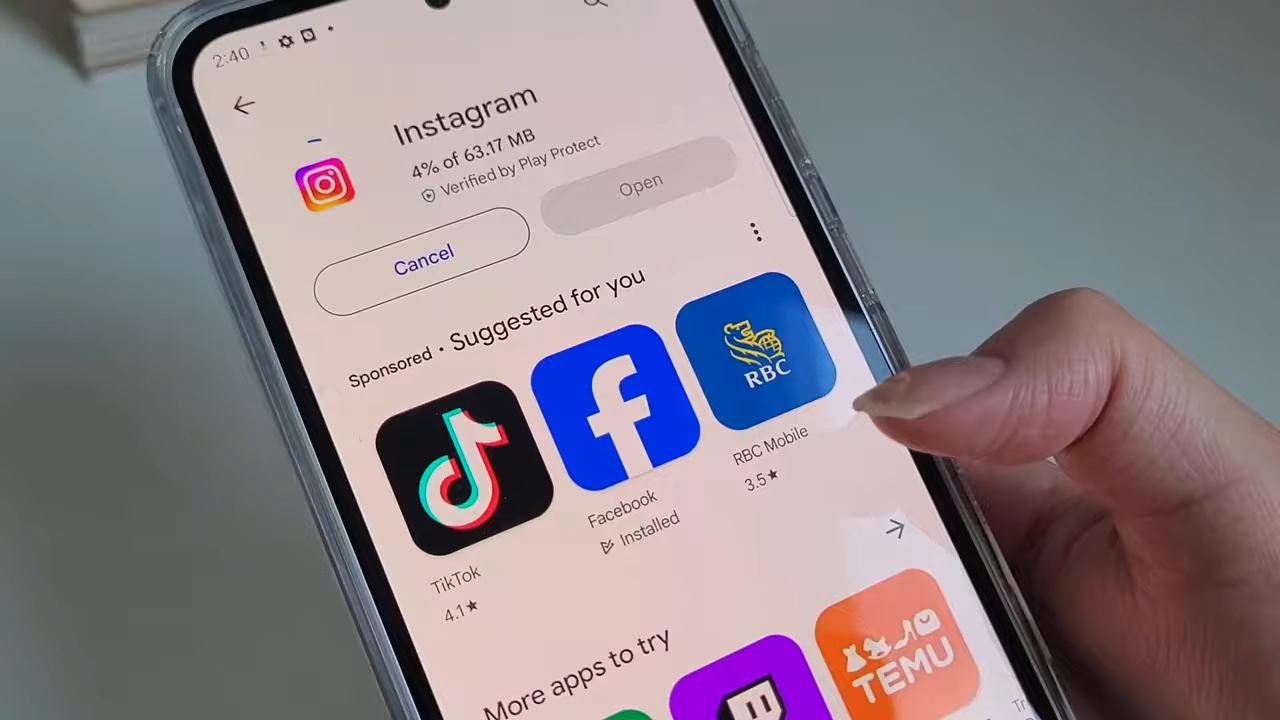 2:40
Instagram
4% of 63.17 MB
Verified by Play Protect
Cancel
Open
Sponsored · Suggested for you
RBC
TikTok
4.1★
Facebook
Installed
RBC Mobile
3.5★
More apps to try
TEMU
Tr